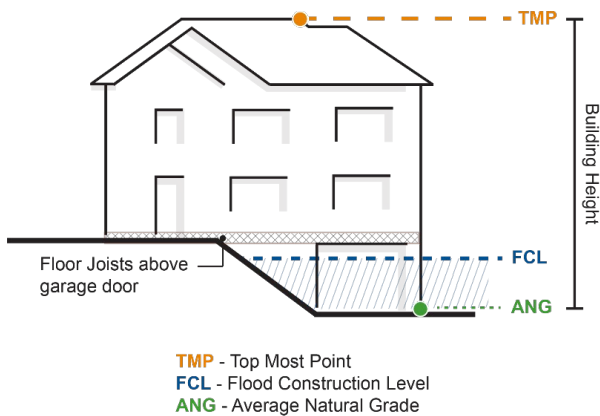 TMP
Building Height
FCL
Floor Joists above
garage door
ANG
TMP - Top Most Point
FCL - Flood Construction Level
ANG - Average Natural Grade